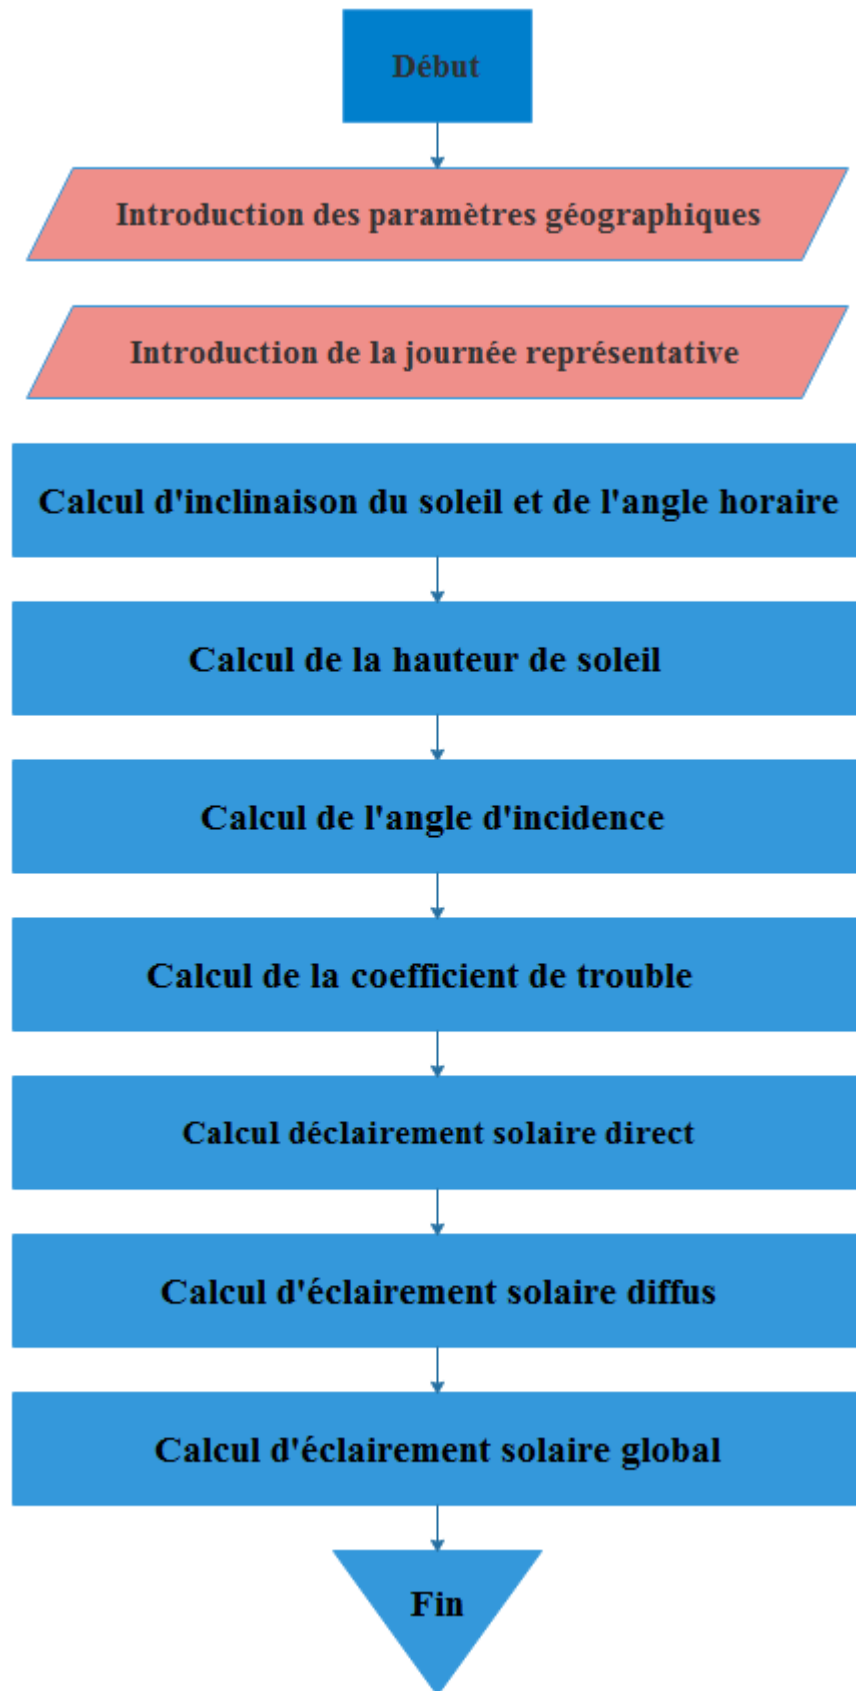 Début
Introduction des paramètres géographiques
Introduction de la journée représentative
Calcul d'inclinaison du soleil et de l'angle horaire
Calcul de la hauteur de soleil
Calcul de l'angle d'incidence
Calcul de la coefficient de trouble
Calcul déclairement solaire direct
Calcul d'éclairement solaire diffus
Calcul d'éclairement solaire global
Fin